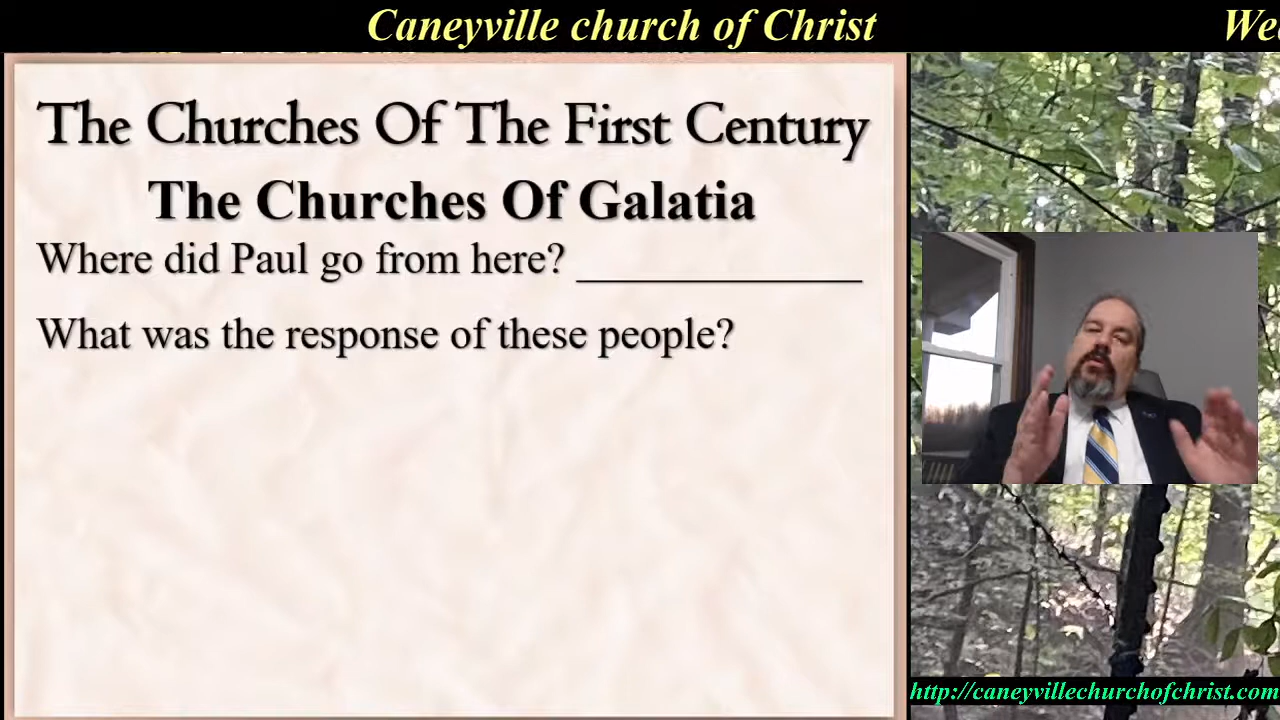 Caneyville church of Christ
The Churches Of The First Century
The Churches Of Galatia
Where did Paul go from here? ______________
What was the response of these people?
http://caneyvillechurchofchrist.com